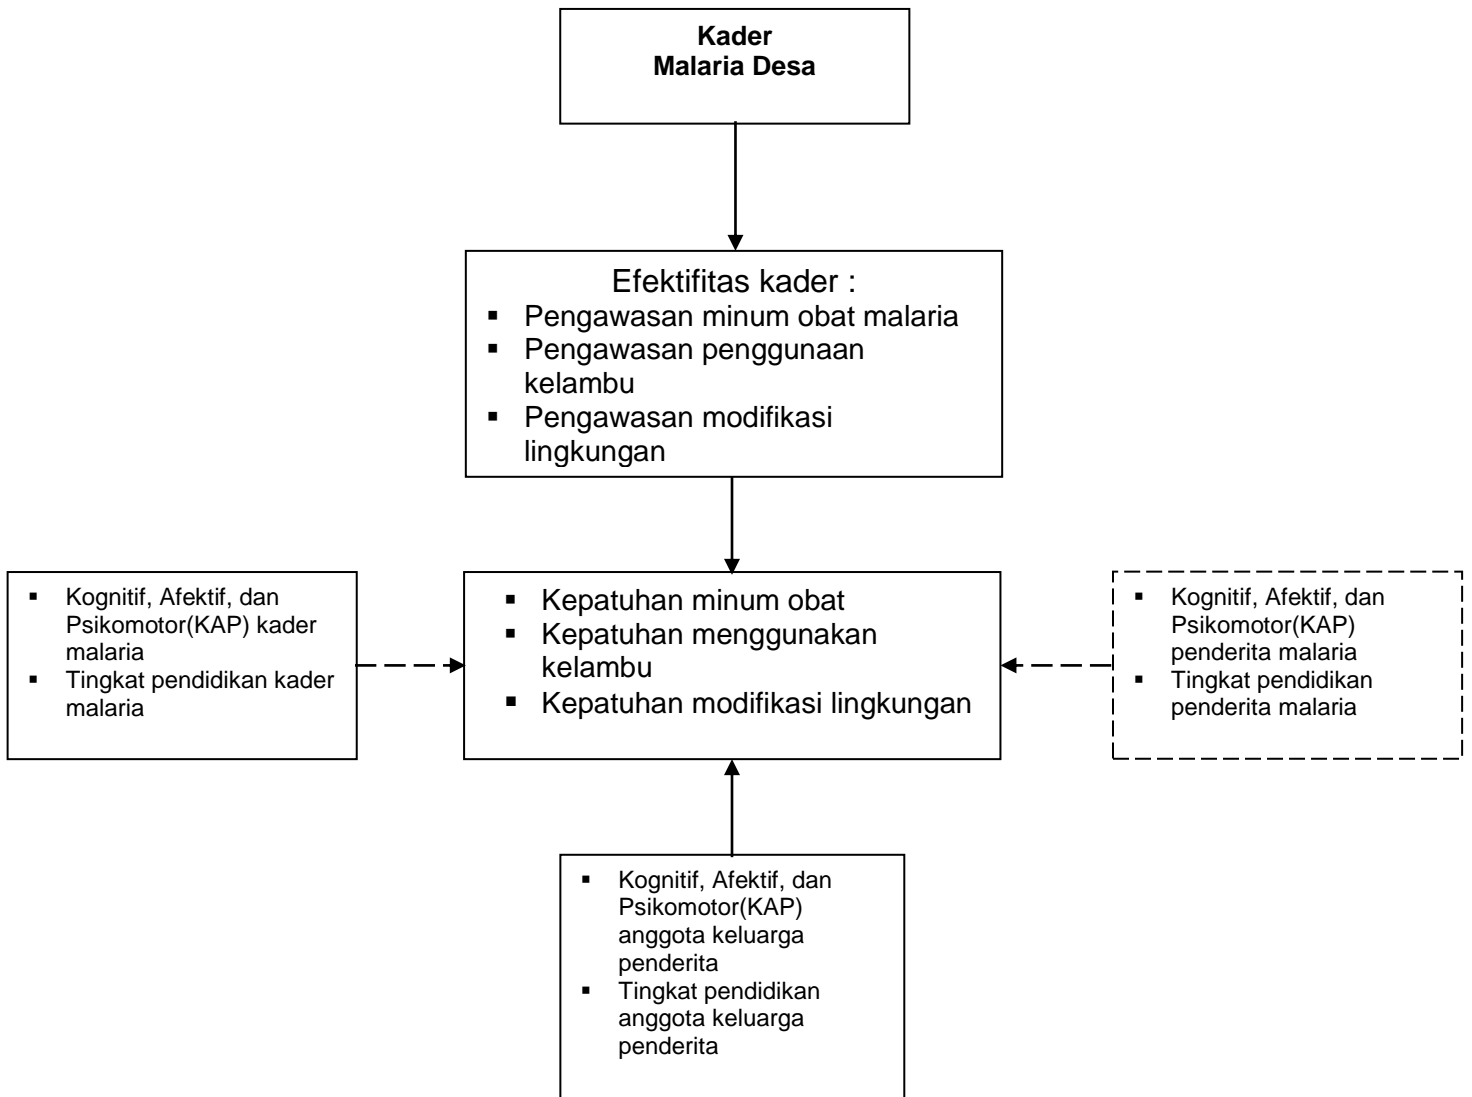 Kader
Malaria Desa
Efektifitas kader :
▪ Pengawasan minum obat malaria
▪ Pengawasan penggunaan
kelambu
▪ Pengawasan modifikasi
lingkungan
▪ Kognitif, Afektif, dan
Psikomotor(KAP) kader
malaria
▪ Tingkat pendidikan kader
malaria
▪ Kepatuhan minum obat
▪ Kepatuhan menggunakan
kelambu
▪ Kepatuhan modifikasi lingkungan
▪ Kognitif, Afektif, dan
Psikomotor(KAP)
penderita malaria
▪ Tingkat pendidikan
penderita malaria
▪ Kognitif, Afektif, dan
Psikomotor(KAP)
anggota keluarga
penderita
▪ Tingkat pendidikan
anggota keluarga
penderita